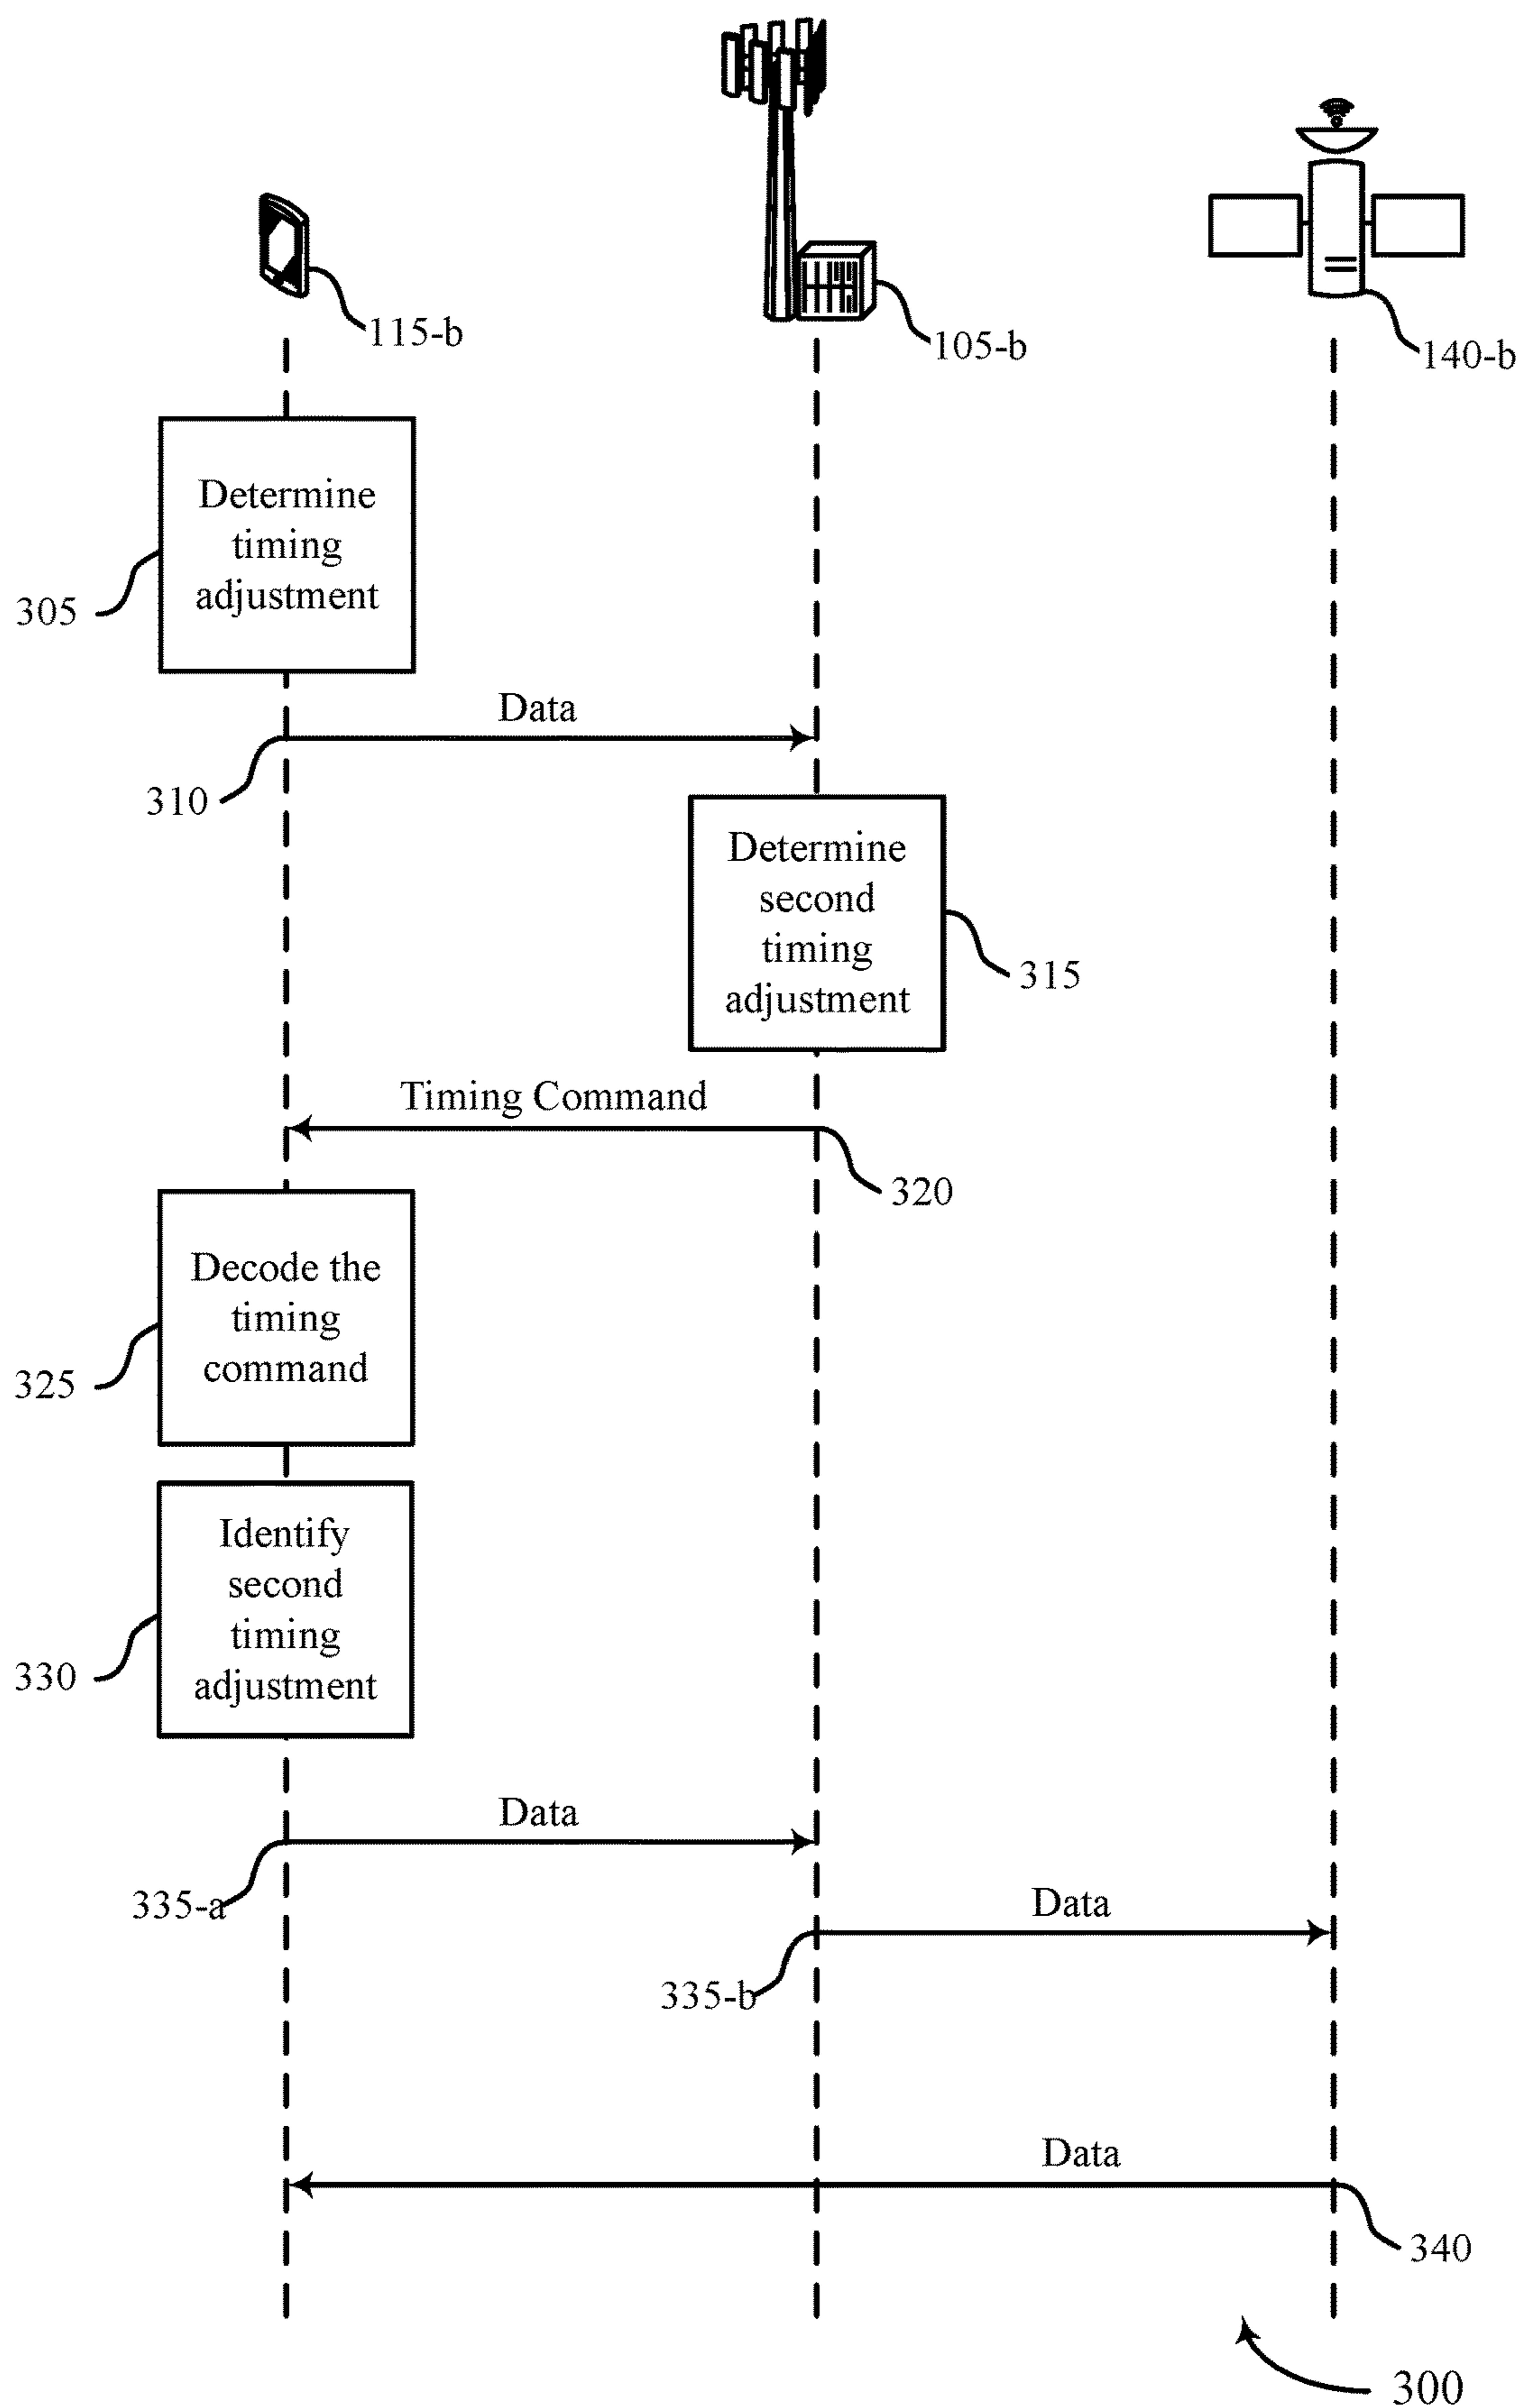 115-b
105-b
140-b
Determine
timing
adjustment
305
Data
310
Determine
second
timing
adjustment
315
Timing Command
320
Decode the
timing
command
325
Identify
second
timing
adjustment
330
Data
335-a
Data
335-b
Data
340
300